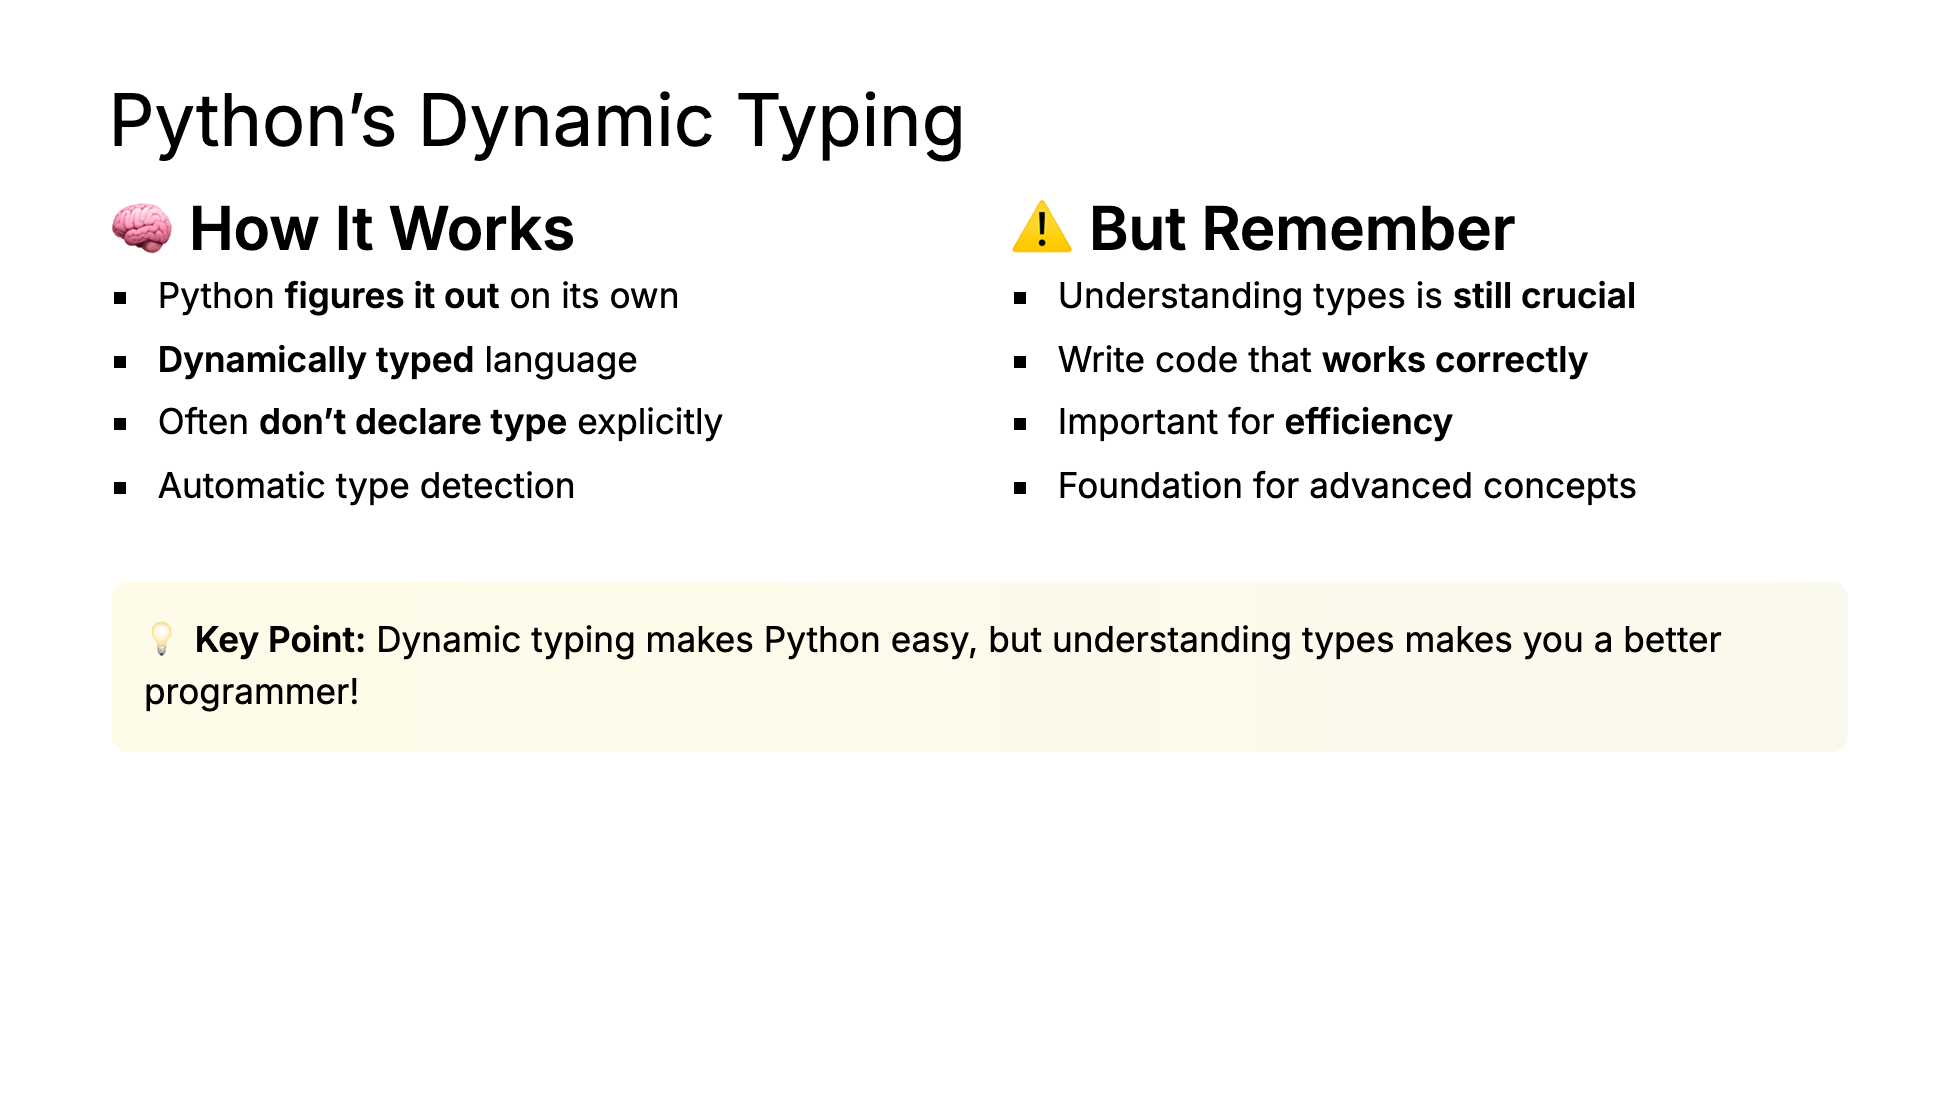 Python’s Dynamic Typing
🧠 How It Works
▪ Python figures it out on its own
▪ Dynamically typed language
▪ Often don’t declare type explicitly
▪ Automatic type detection
⚠️ But Remember
▪ Understanding types is still crucial
▪ Write code that works correctly
▪ Important for efficiency
▪ Foundation for advanced concepts
💡 Key Point: Dynamic typing makes Python easy, but understanding types makes you a better
programmer!